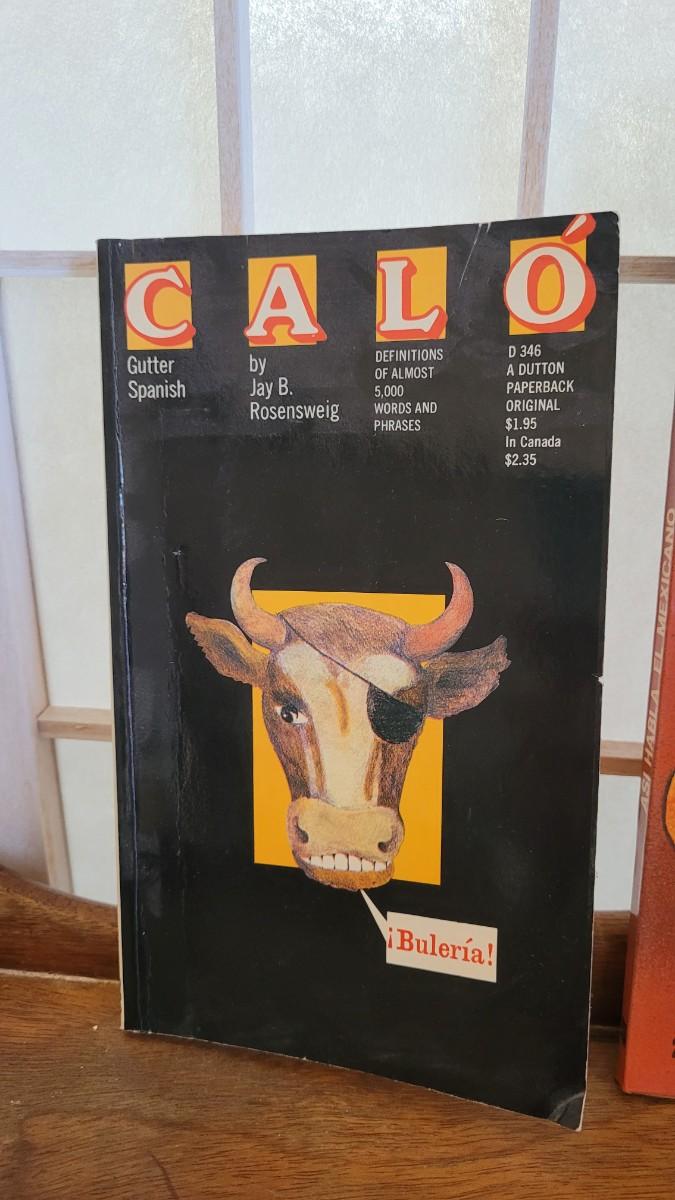 CALÓ
Gutter
Spanish
by
Jay B.
Rosensweig
DEFINITIONS
OF ALMOST
5,000
WORDS AND
PHRASES
D 346
A DUTTON
PAPERBACK
ORIGINAL
$1.95
In Canada
$2.35
¡Bulería!
ASI HABLA EL MEXICANO